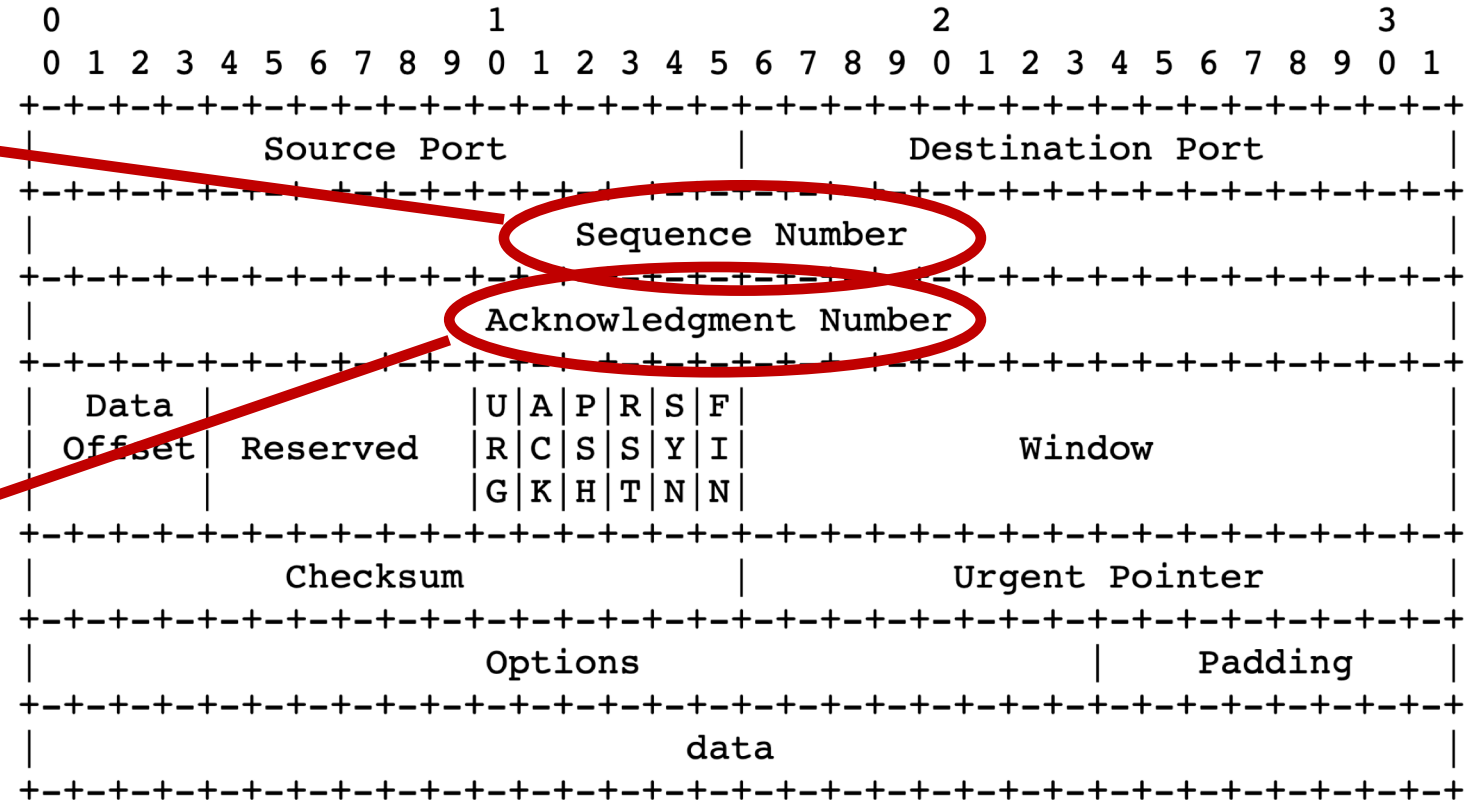 0                   1                   2                   3
 0 1 2 3 4 5 6 7 8 9 0 1 2 3 4 5 6 7 8 9 0 1 2 3 4 5 6 7 8 9 0 1
+-+-+-+-+-+-+-+-+-+-+-+-+-+-+-+-+-+-+-+-+-+-+-+-+-+-+-+-+-+-+-+-+
|          Source Port          |       Destination Port        |
+-+-+-+-+-+-+-+-+-+-+-+-+-+-+-+-+-+-+-+-+-+-+-+-+-+-+-+-+-+-+-+-+
|                        Sequence Number                        |
+-+-+-+-+-+-+-+-+-+-+-+-+-+-+-+-+-+-+-+-+-+-+-+-+-+-+-+-+-+-+-+-+
|                    Acknowledgment Number                      |
+-+-+-+-+-+-+-+-+-+-+-+-+-+-+-+-+-+-+-+-+-+-+-+-+-+-+-+-+-+-+-+-+
|  Data |           |U|A|P|R|S|F|                               |
| Offset| Reserved  |R|C|S|S|Y|I|            Window             |
|       |           |G|K|H|T|N|N|                               |
+-+-+-+-+-+-+-+-+-+-+-+-+-+-+-+-+-+-+-+-+-+-+-+-+-+-+-+-+-+-+-+-+
|           Checksum            |         Urgent Pointer        |
+-+-+-+-+-+-+-+-+-+-+-+-+-+-+-+-+-+-+-+-+-+-+-+-+-+-+-+-+-+-+-+-+
|                    Options                    |    Padding    |
+-+-+-+-+-+-+-+-+-+-+-+-+-+-+-+-+-+-+-+-+-+-+-+-+-+-+-+-+-+-+-+-+
|                             data                              |
+-+-+-+-+-+-+-+-+-+-+-+-+-+-+-+-+-+-+-+-+-+-+-+-+-+-+-+-+-+-+-+-+